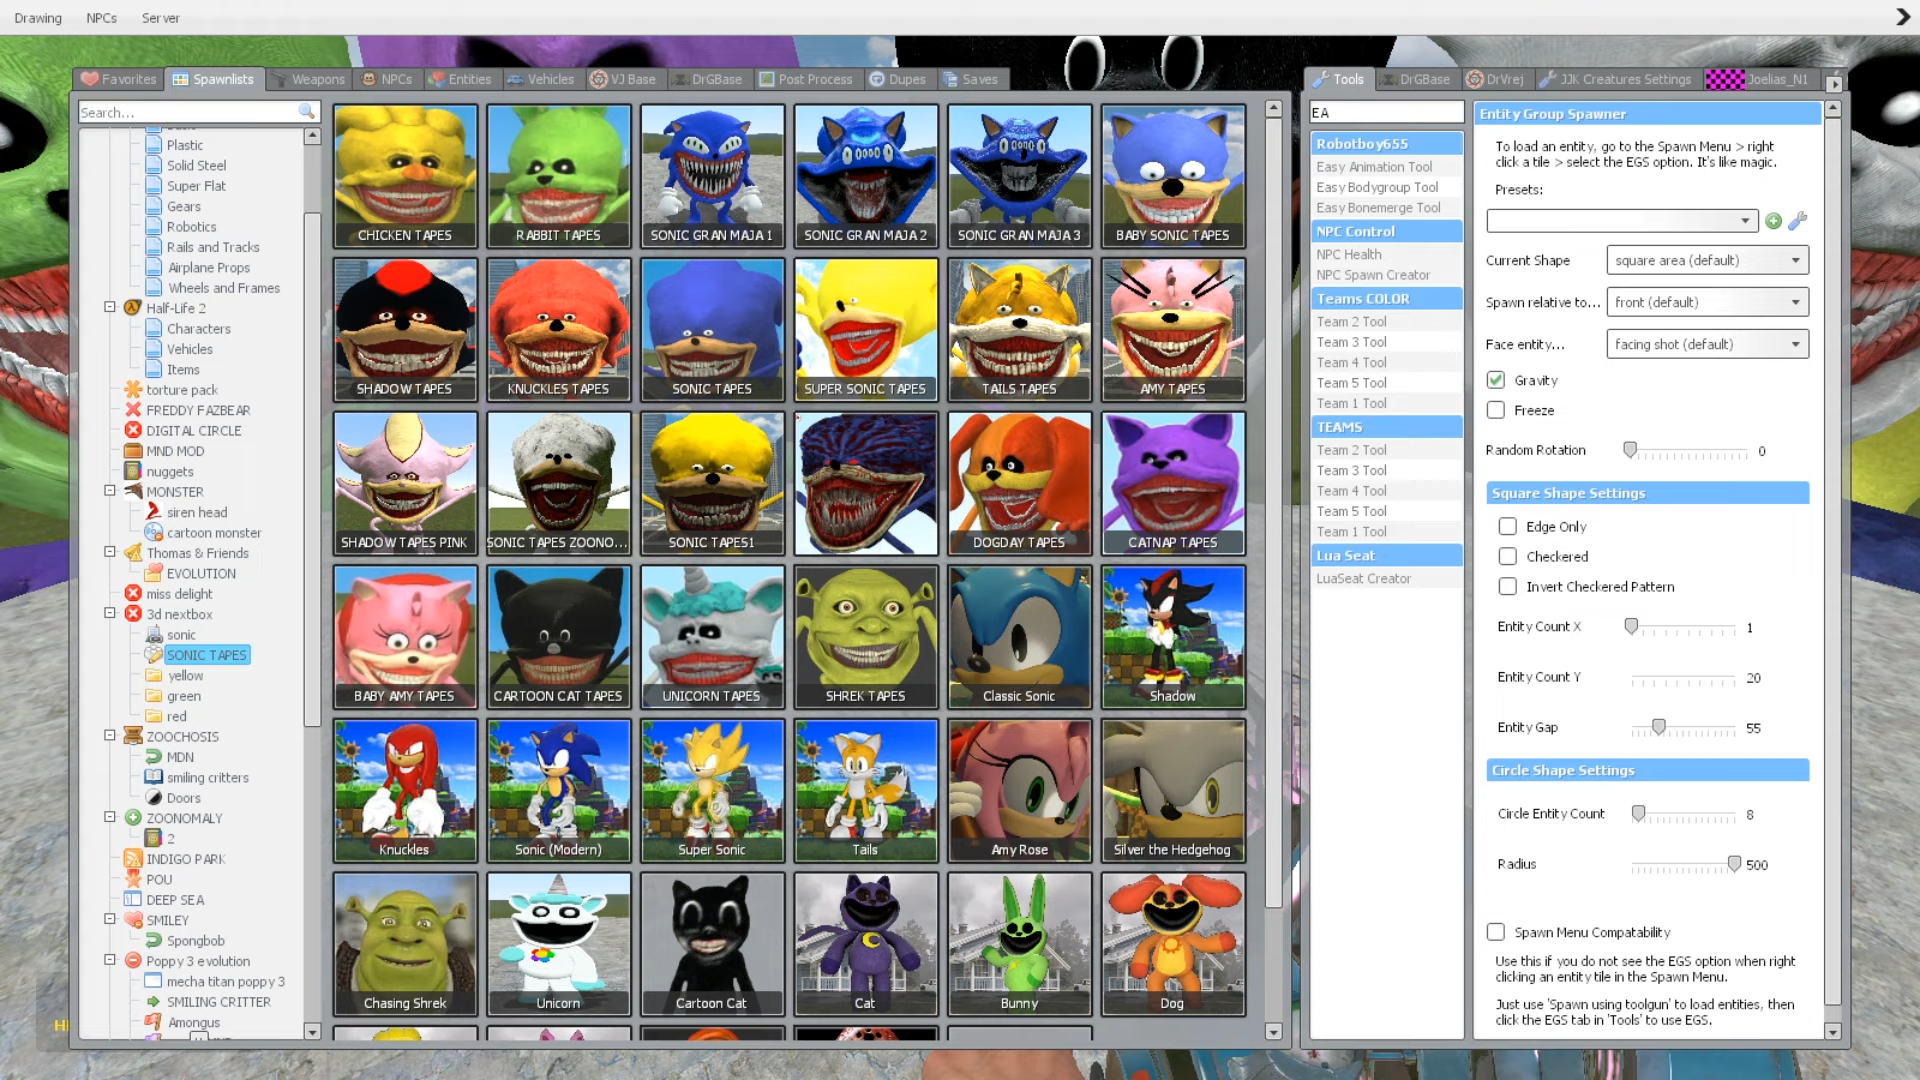 Drawing NPCs Server
Favorites Spawnlists Weapons NPCs Entities Vehicles VJ Base DrGBase Post Process Dupes Saves
Search...
Plastic
Solid Steel
Super Flat
Gears
Robotics
Rails and Tracks
Airplane Props
Wheels and Frames
Half-Life 2
Characters
Vehicles
Items
torture pack
FREDDY FAZBEAR
DIGITAL CIRCLE
MND MOD
nuggets
MONSTER
siren head
cartoon monster
Thomas & Friends
EVOLUTION
miss delight
3d nextbox
sonic
SONIC TAPES
yellow
green
red
ZOOCHOSIS
MDN
smiling critters
Doors
ZOONOMALY
2
INDIGO PARK
POU
DEEP SEA
SMILEY
Spongbob
Poppy 3 evolution
mecha titan poppy 3
SMILING CRITTER
Amongus
CHICKEN TAPES RABBIT TAPES SONIC GRAN MAJA 1 SONIC GRAN MAJA 2 SONIC GRAN MAJA 3 BABY SONIC TAPES
SHADOW TAPES KNUCKLES TAPES SONIC TAPES SUPER SONIC TAPES TAILS TAPES AMY TAPES
SHADOW TAPES PINK SONIC TAPES ZOONO... SONIC TAPES1 DOGDAY TAPES CATNAP TAPES
BABY AMY TAPES CARTOON CAT TAPES UNICORN TAPES SHREK TAPES Classic Sonic Shadow
Knuckles Sonic (Modern) Super Sonic Tails Amy Rose Silver the Hedgehog
Chasing Shrek Unicorn Cartoon Cat Cat Bunny Dog
Tools DrGBase DrVrej JJK Creatures Settings Joelias_N1
EA
Robotboy655
Easy Animation Tool
Easy Bodygroup Tool
Easy Bonemerge Tool
NPC Control
NPC Health
NPC Spawn Creator
Teams COLOR
Team 2 Tool
Team 3 Tool
Team 4 Tool
Team 5 Tool
Team 1 Tool
TEAMS
Team 2 Tool
Team 3 Tool
Team 4 Tool
Team 5 Tool
Team 1 Tool
Lua Seat
LuaSeat Creator
Entity Group Spawner
To load an entity, go to the Spawn Menu > right
click a tile > select the EGS option. It's like magic.
Presets:
Current Shape square area (default)
Spawn relative to... front (default)
Face entity... facing shot (default)
Gravity
Freeze
Random Rotation 0
Square Shape Settings
Edge Only
Checkered
Invert Checkered Pattern
Entity Count X 1
Entity Count Y 20
Entity Gap 55
Circle Shape Settings
Circle Entity Count 8
Radius 500
Spawn Menu Compatability
Use this if you do not see the EGS option when right
clicking an entity tile in the Spawn Menu.
Just use 'Spawn using toolgun' to load entities, then
click the EGS tab in 'Tools' to use EGS.